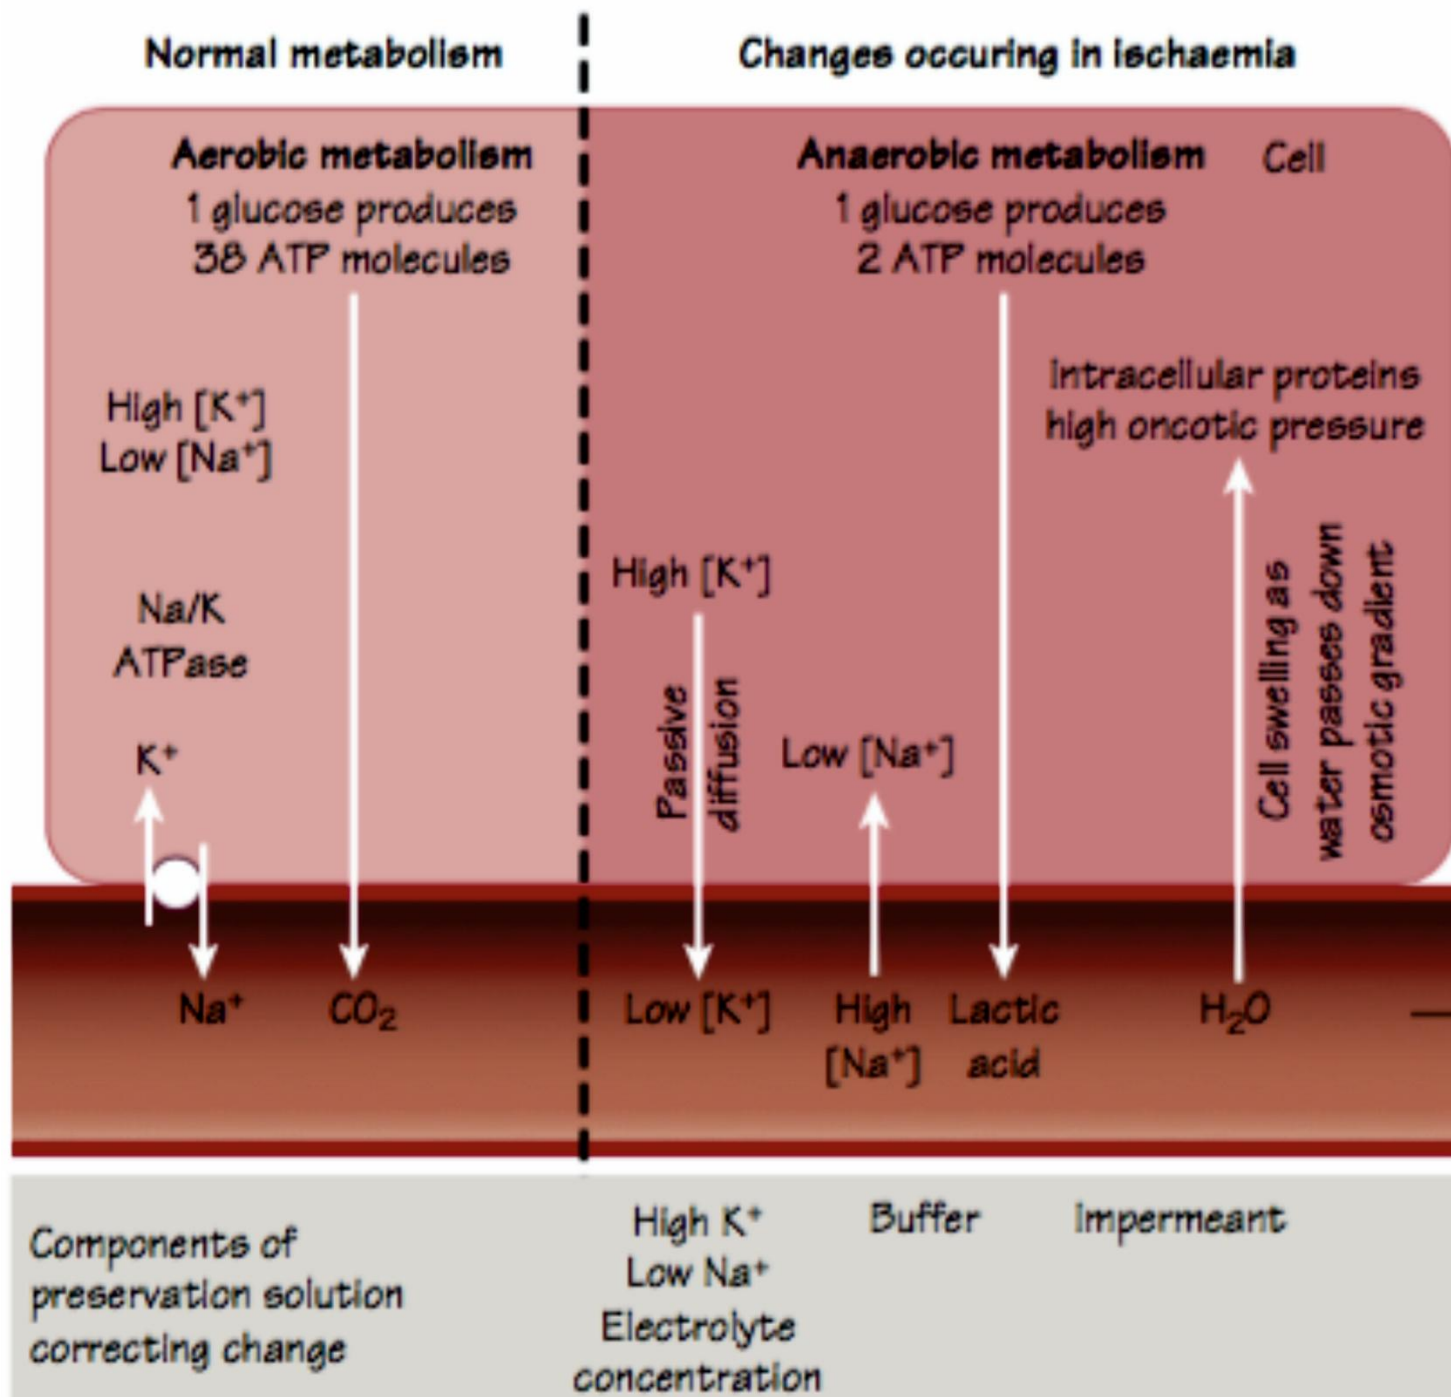 Normal metabolism
Changes occuring in ischaemia
Aerobic metabolism
1 glucose produces
38 ATP molecules
High [K⁺]
Low [Na⁺]
Na/K
ATPase
K⁺
Na⁺
CO₂
Anaerobic metabolism
Cell
1 glucose produces
2 ATP molecules
Intracellular proteins
high oncotic pressure
High [K⁺]
Passive
diffusion
Low [Na⁺]
Cell swelling as
water passes down
osmotic gradient
Low [K⁺]
High
[Na⁺]
Lactic
acid
H₂O
Components of
preservation solution
correcting change
High K⁺
Low Na⁺
Electrolyte
concentration
Buffer
Impermeant